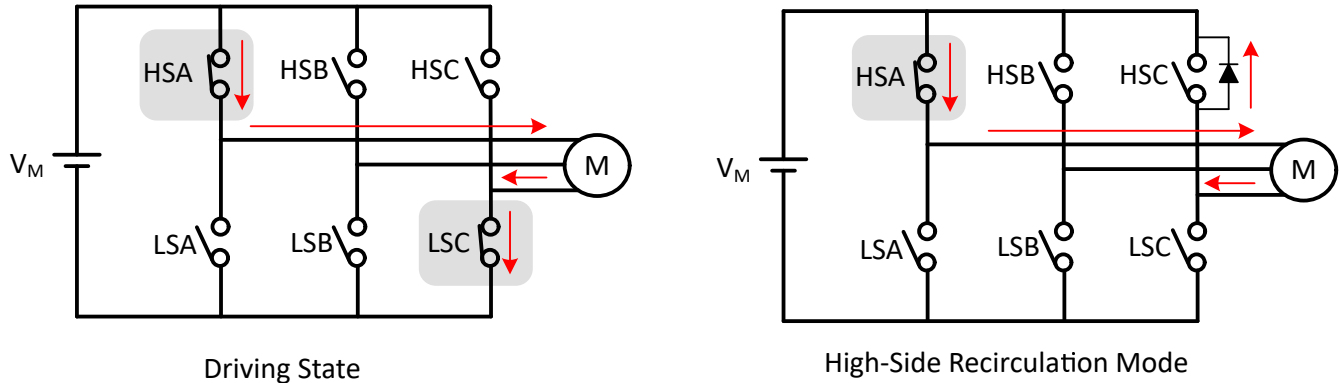 HSA
HSB
HSC
V_M
M
LSA
LSB
LSC
Driving State
HSA
HSB
HSC
V_M
M
LSA
LSB
LSC
High-Side Recirculation Mode